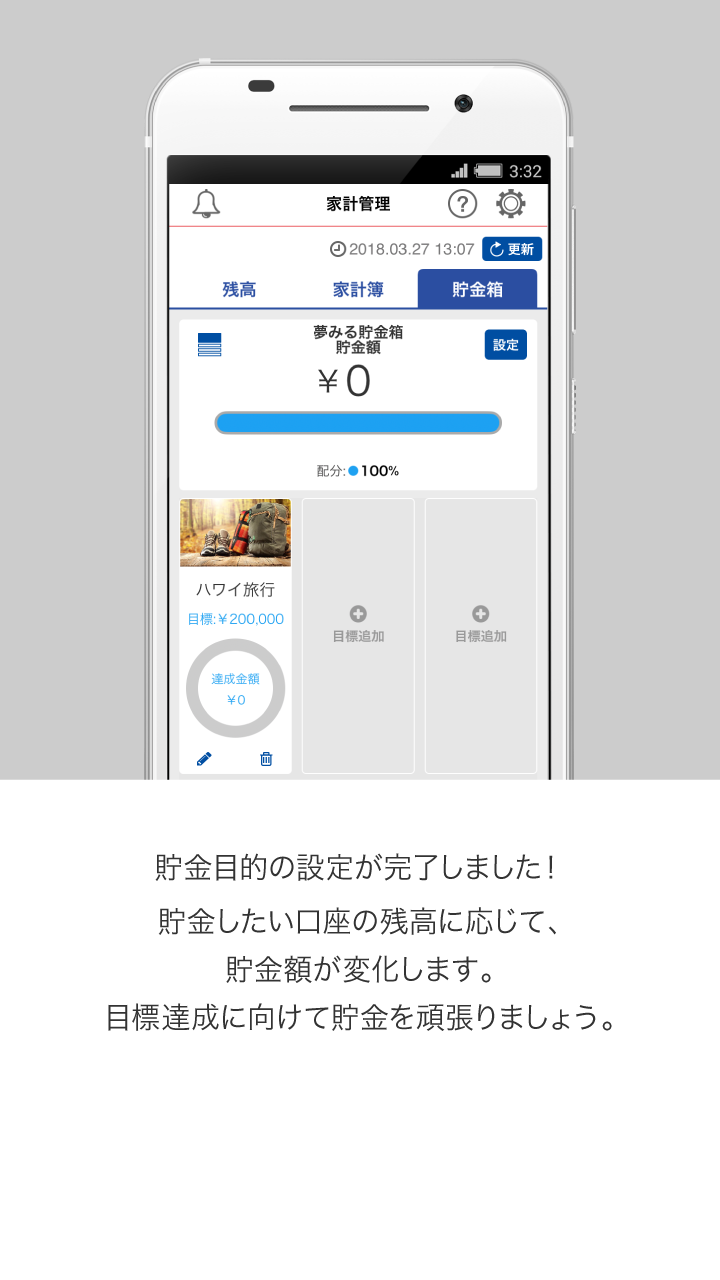 3:32
家計管理
?
2018.03.27 13:07 更新
残高 家計簿 貯金箱
夢みる貯金箱
貯金額
設定
¥0
配分: 100%
ハワイ旅行
目標:¥200,000
達成金額
¥0
目標追加
目標追加
貯金目的の設定が完了しました!
貯金したい口座の残高に応じて、
貯金額が変化します。
目標達成に向けて貯金を頑張りましょう。